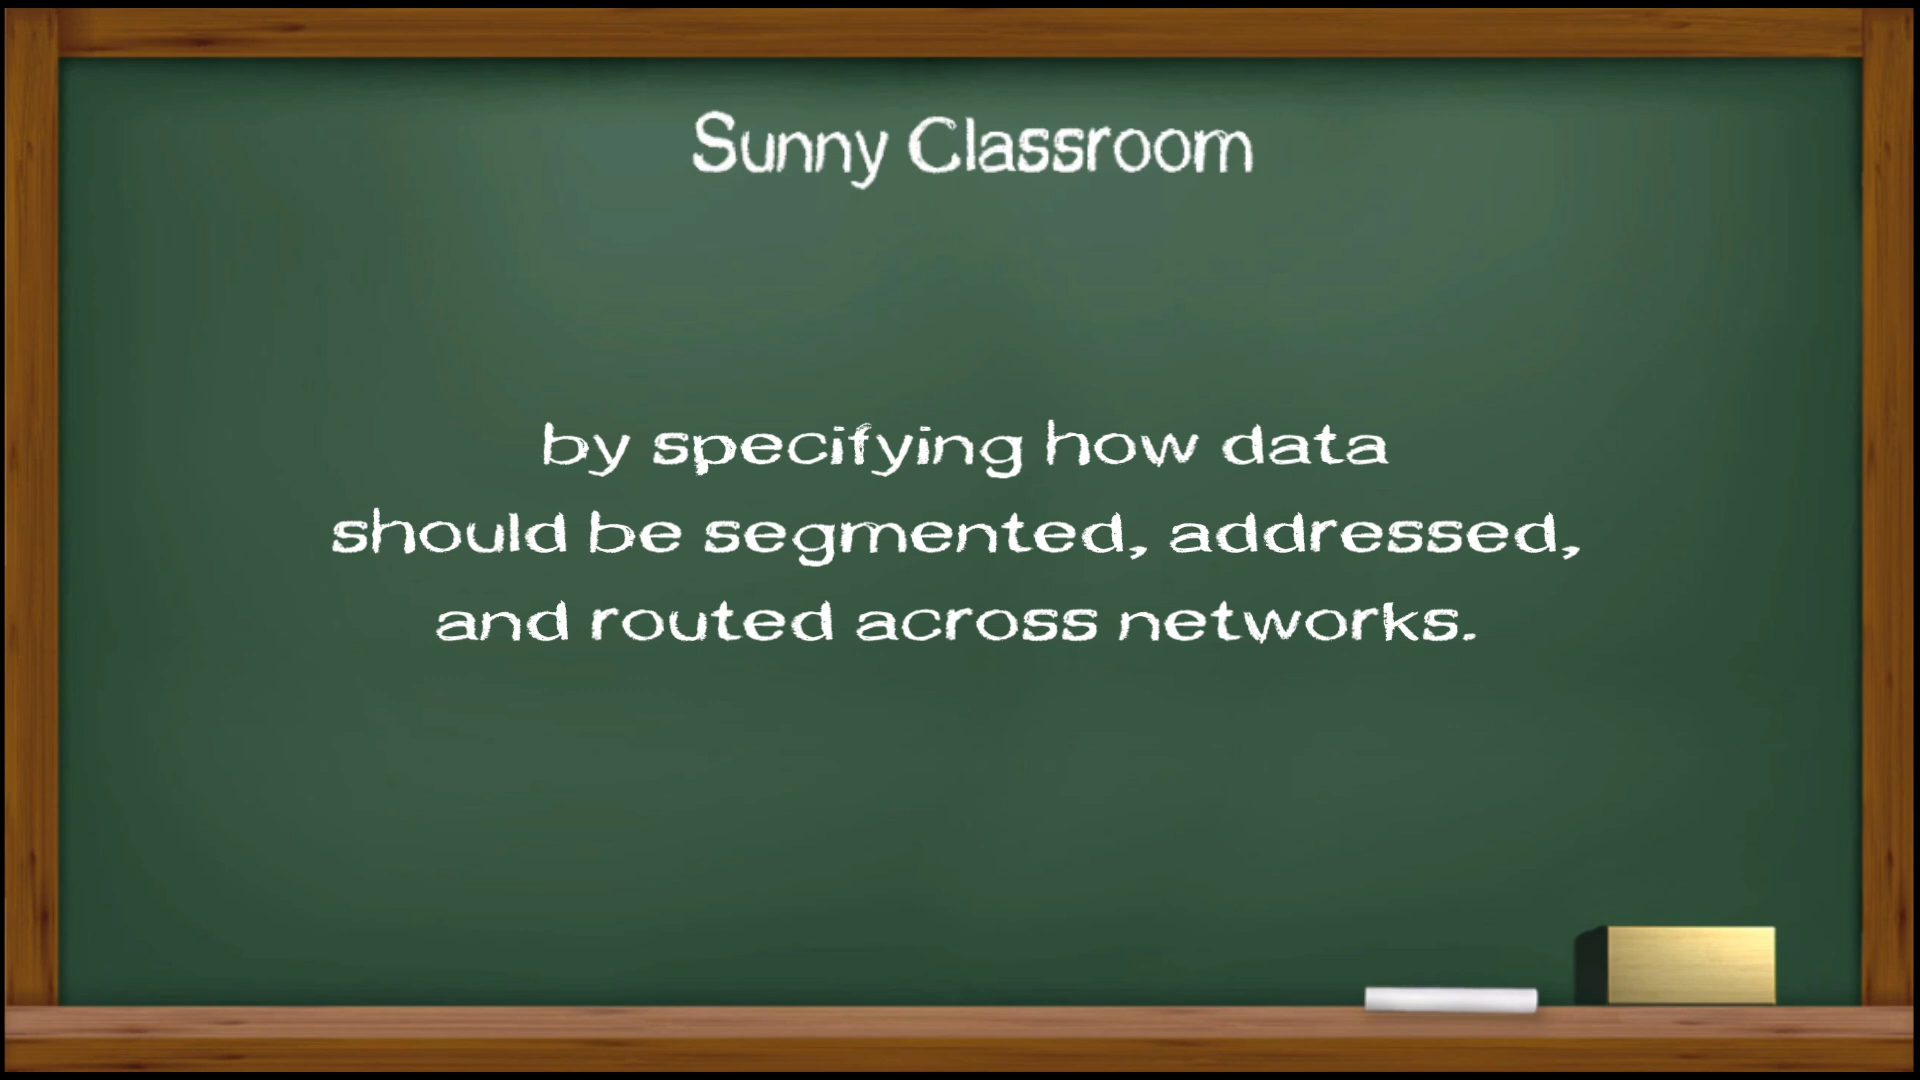 Sunny Classroom
by specifying how data
should be segmented, addressed,
and routed across networks.